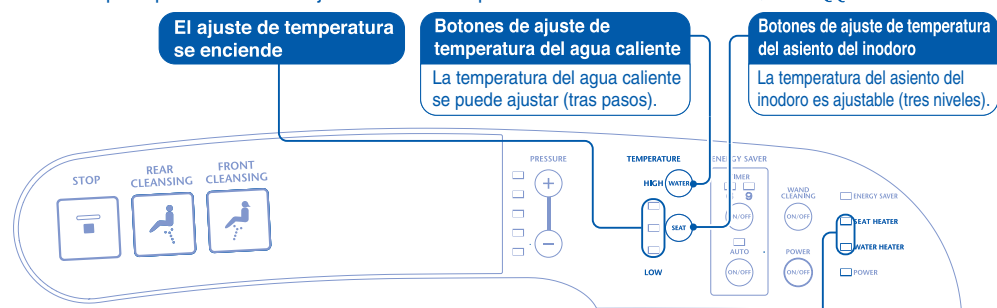 El ajuste de temperatura
se enciende
Botones de ajuste de
temperatura del agua caliente
La temperatura del agua caliente
se puede ajustar (tras pasos).
Botones de ajuste de temperatura
del asiento del inodoro
La temperatura del asiento del
inodoro es ajustable (tres niveles).
STOP
REAR
CLEANSING
FRONT
CLEANSING
PRESSURE
+
−
TEMPERATURE
HIGH
WATER
SEAT
LOW
ENERGY SAVER
TIMER
9
ON/OFF
AUTO
ON/OFF
WAND
CLEANING
ON/OFF
POWER
ON/OFF
ENERGY SAVER
SEAT HEATER
WATER HEATER
POWER